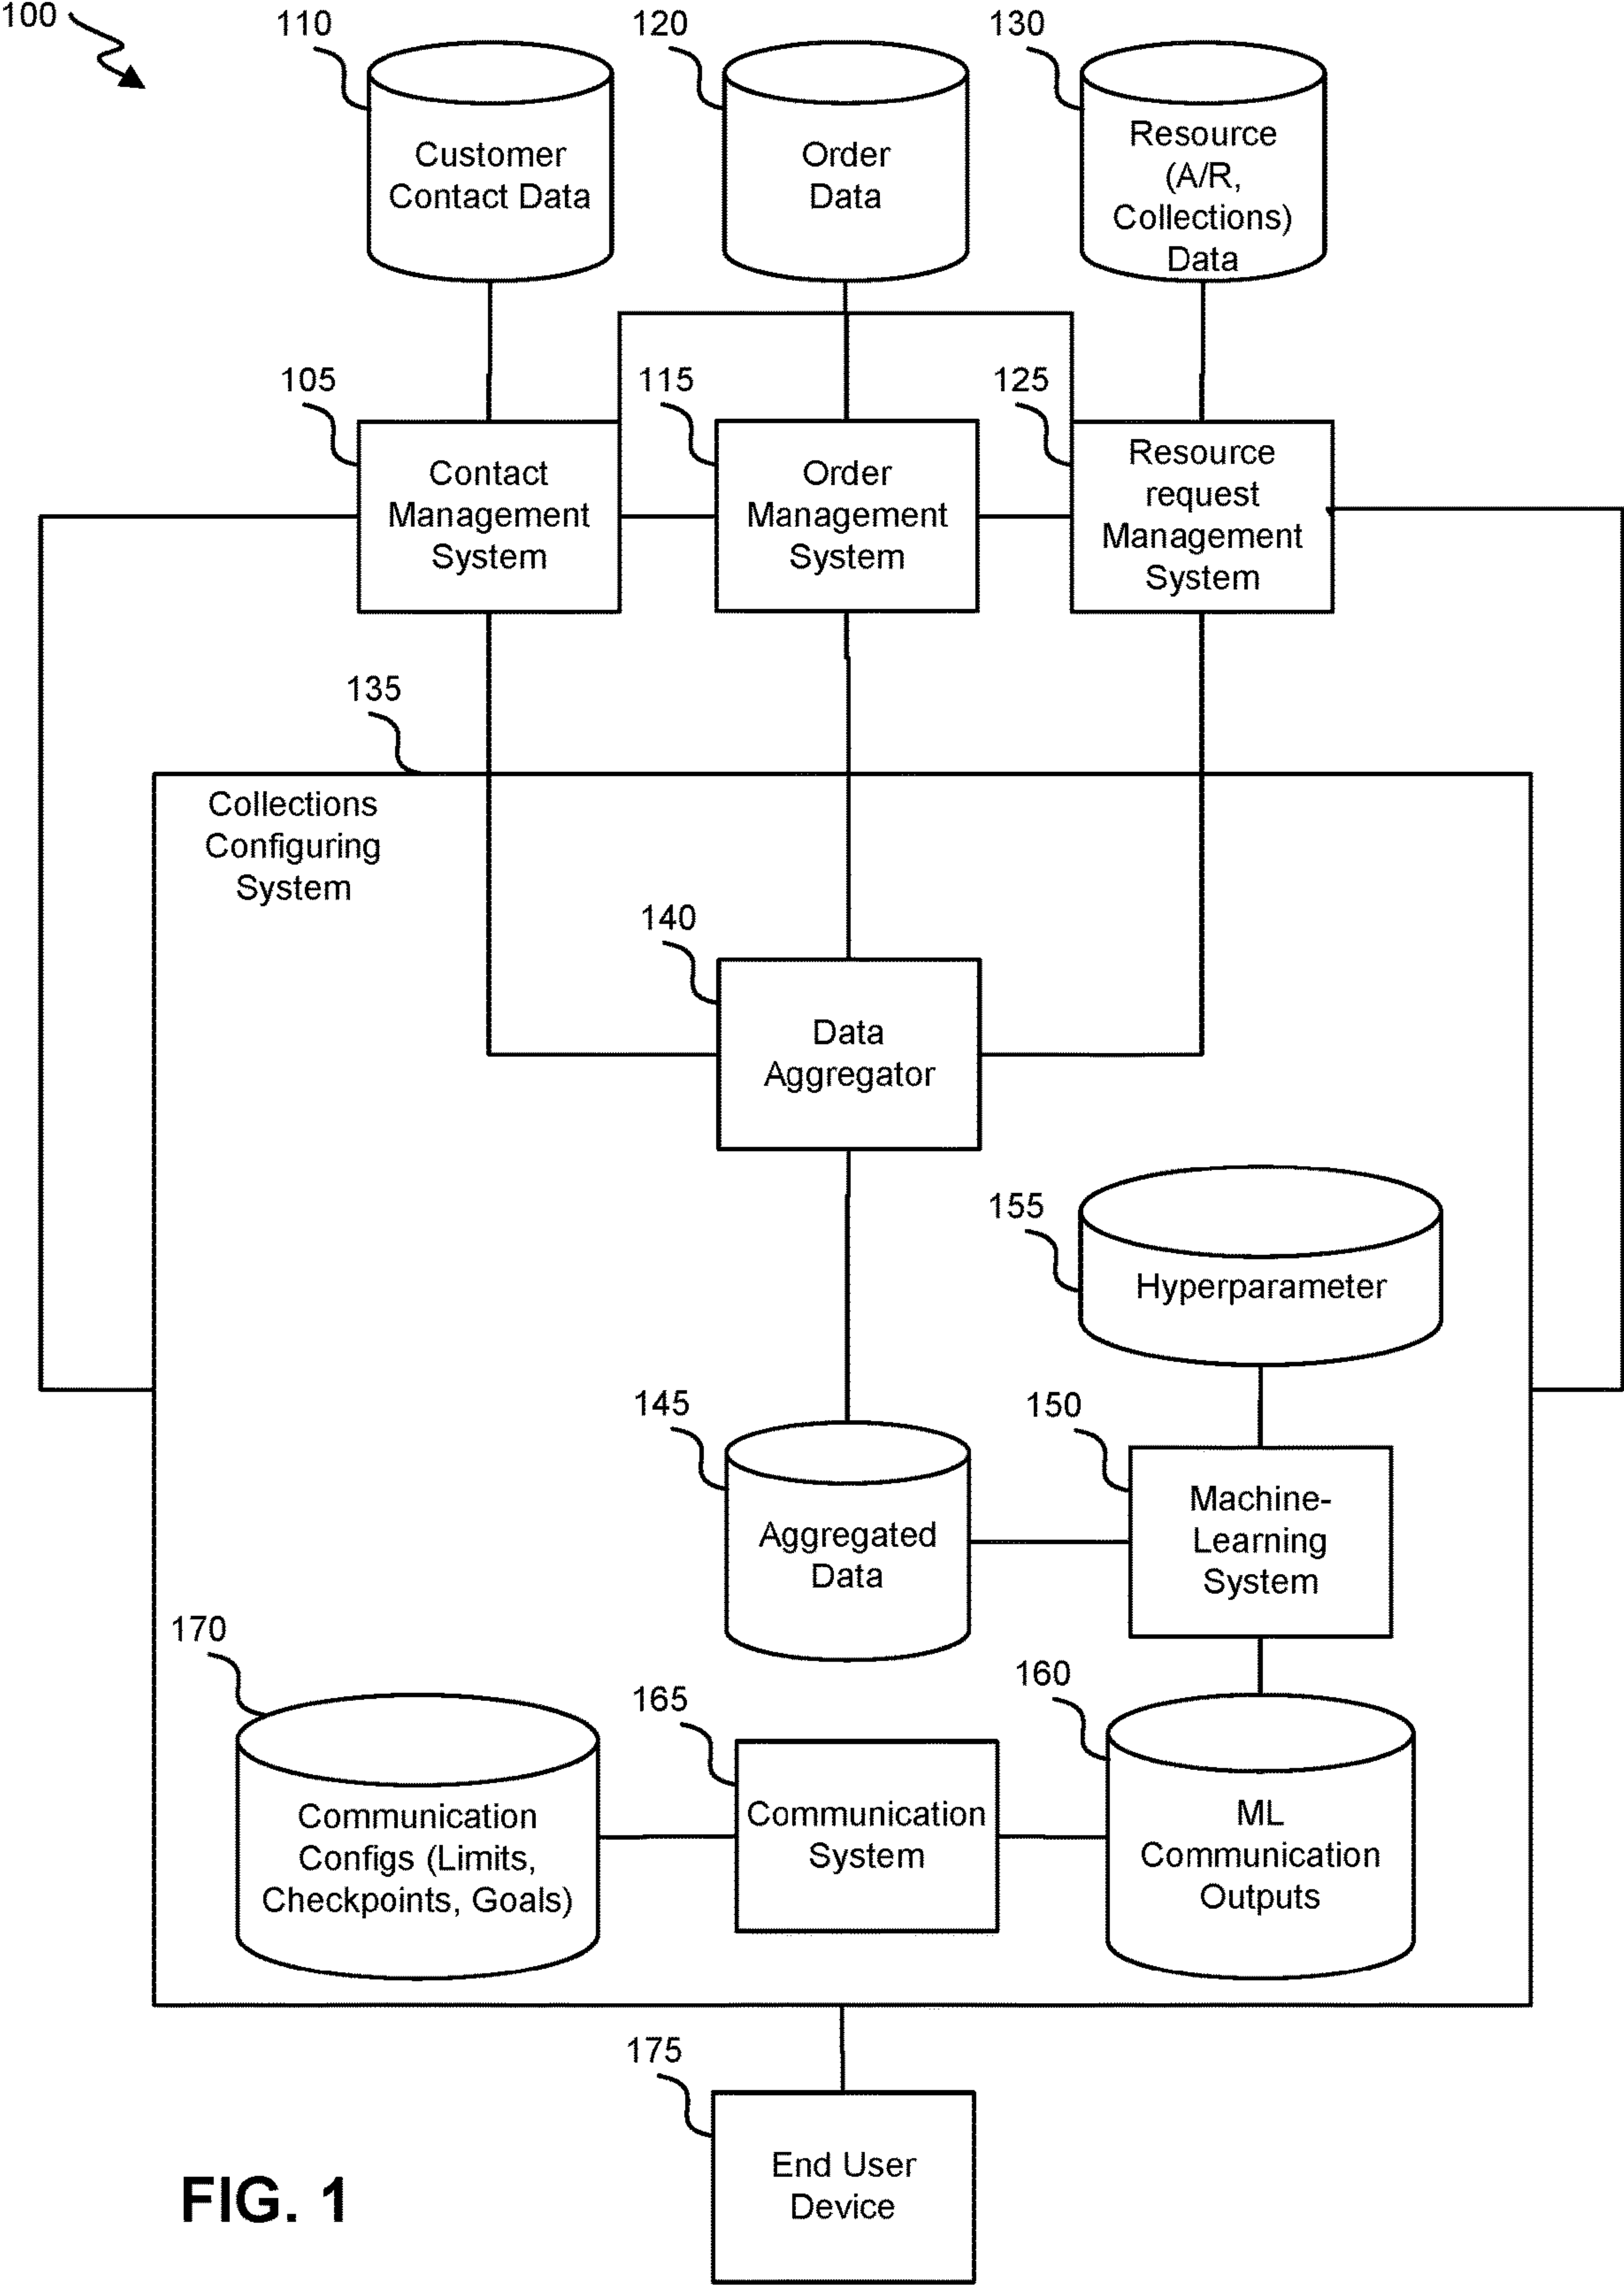 100
110
120
130
Customer
Contact Data
Order
Data
Resource
(A/R,
Collections)
Data
105
115
125
Contact
Management
System
Order
Management
System
Resource
request
Management
System
135
Collections
Configuring
System
140
Data
Aggregator
155
Hyperparameter
145
150
Aggregated
Data
Machine-
Learning
System
170
165
160
Communication
Configs (Limits,
Checkpoints, Goals)
Communication
System
ML
Communication
Outputs
175
End User
Device
FIG. 1